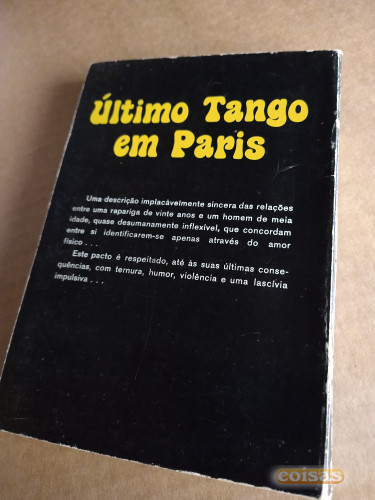 Último Tango
em Paris
Uma descrição implacàvelmente sincera das relações
entre uma rapariga de vinte anos e um homem de meia
idade, quase desumanamente inflexível, que concordam
entre si identificarem-se apenas através do amor
físico . . .
Este pacto é respeitado, até às suas últimas conse-
quências, com ternura, humor, violência e uma lascívia
impulsiva . . .
coisas